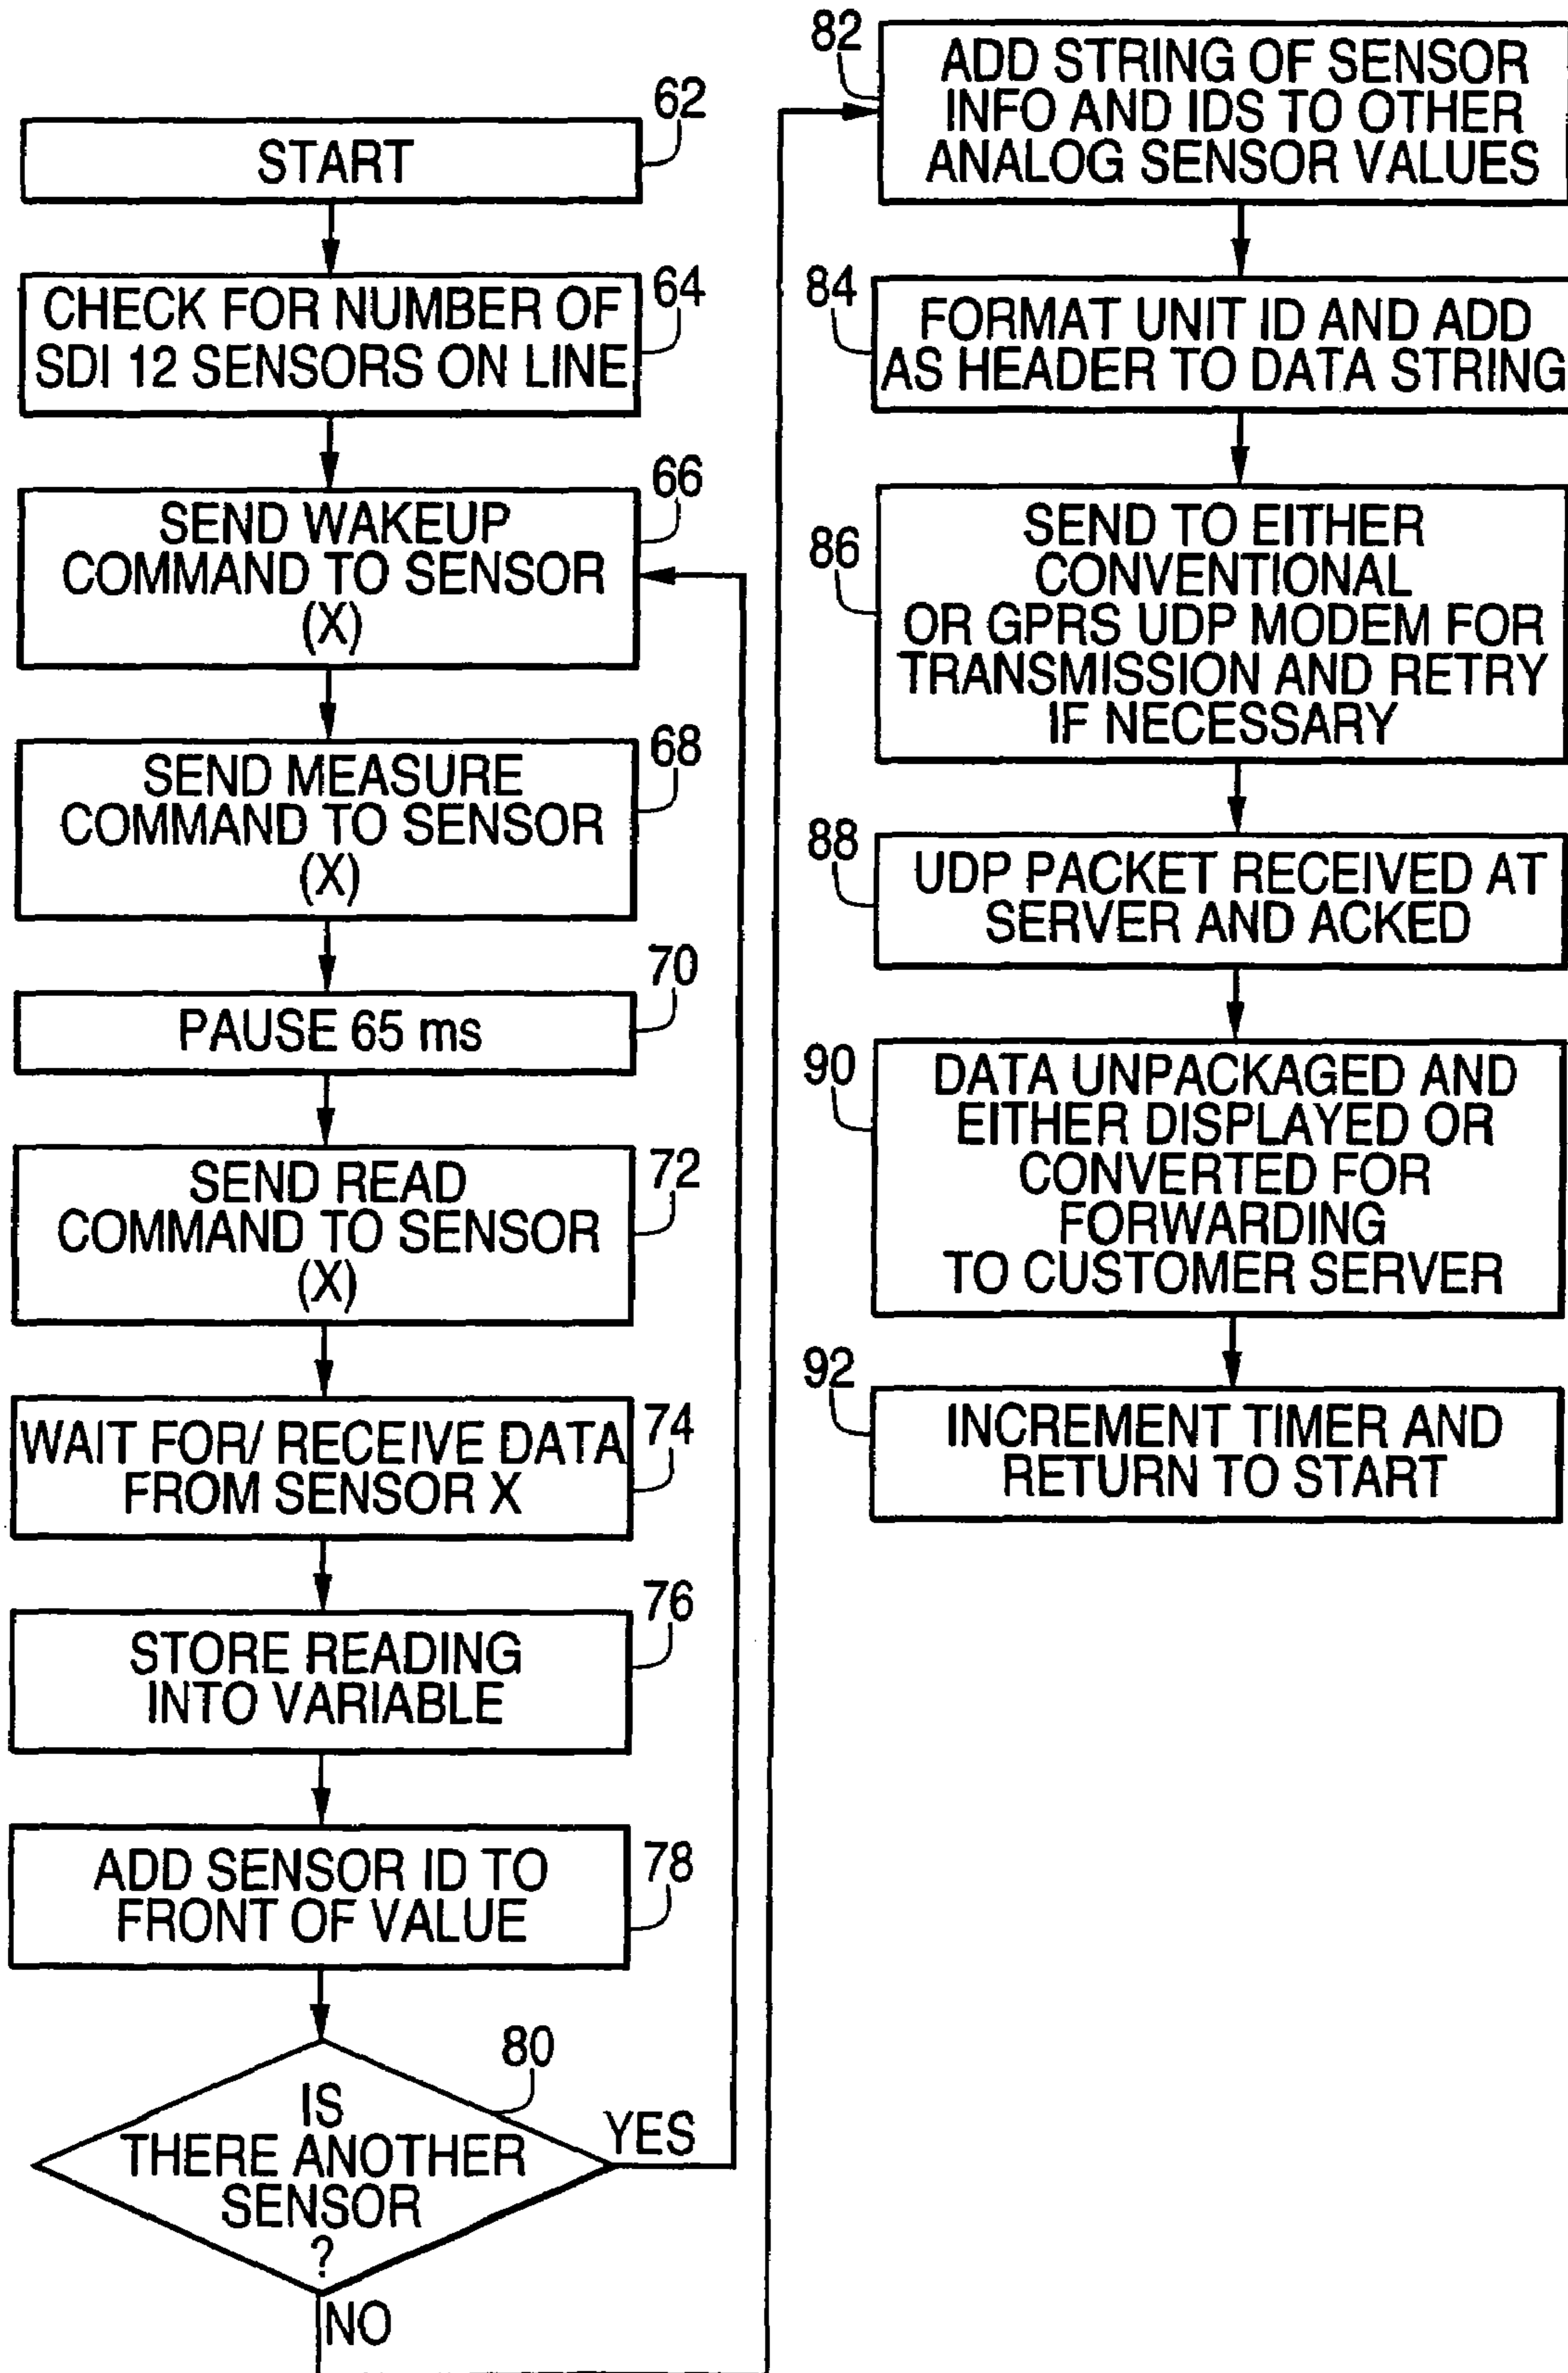 62
START
64
CHECK FOR NUMBER OF
SDI 12 SENSORS ON LINE
66
SEND WAKEUP
COMMAND TO SENSOR
(X)
68
SEND MEASURE
COMMAND TO SENSOR
(X)
70
PAUSE 65 ms
72
SEND READ
COMMAND TO SENSOR
(X)
74
WAIT FOR/ RECEIVE DATA
FROM SENSOR X
76
STORE READING
INTO VARIABLE
78
ADD SENSOR ID TO
FRONT OF VALUE
80
IS
THERE ANOTHER
SENSOR
?
YES
NO
82
ADD STRING OF SENSOR
INFO AND IDS TO OTHER
ANALOG SENSOR VALUES
84
FORMAT UNIT ID AND ADD
AS HEADER TO DATA STRING
86
SEND TO EITHER
CONVENTIONAL
OR GPRS UDP MODEM FOR
TRANSMISSION AND RETRY
IF NECESSARY
88
UDP PACKET RECEIVED AT
SERVER AND ACKED
90
DATA UNPACKAGED AND
EITHER DISPLAYED OR
CONVERTED FOR
FORWARDING
TO CUSTOMER SERVER
92
INCREMENT TIMER AND
RETURN TO START